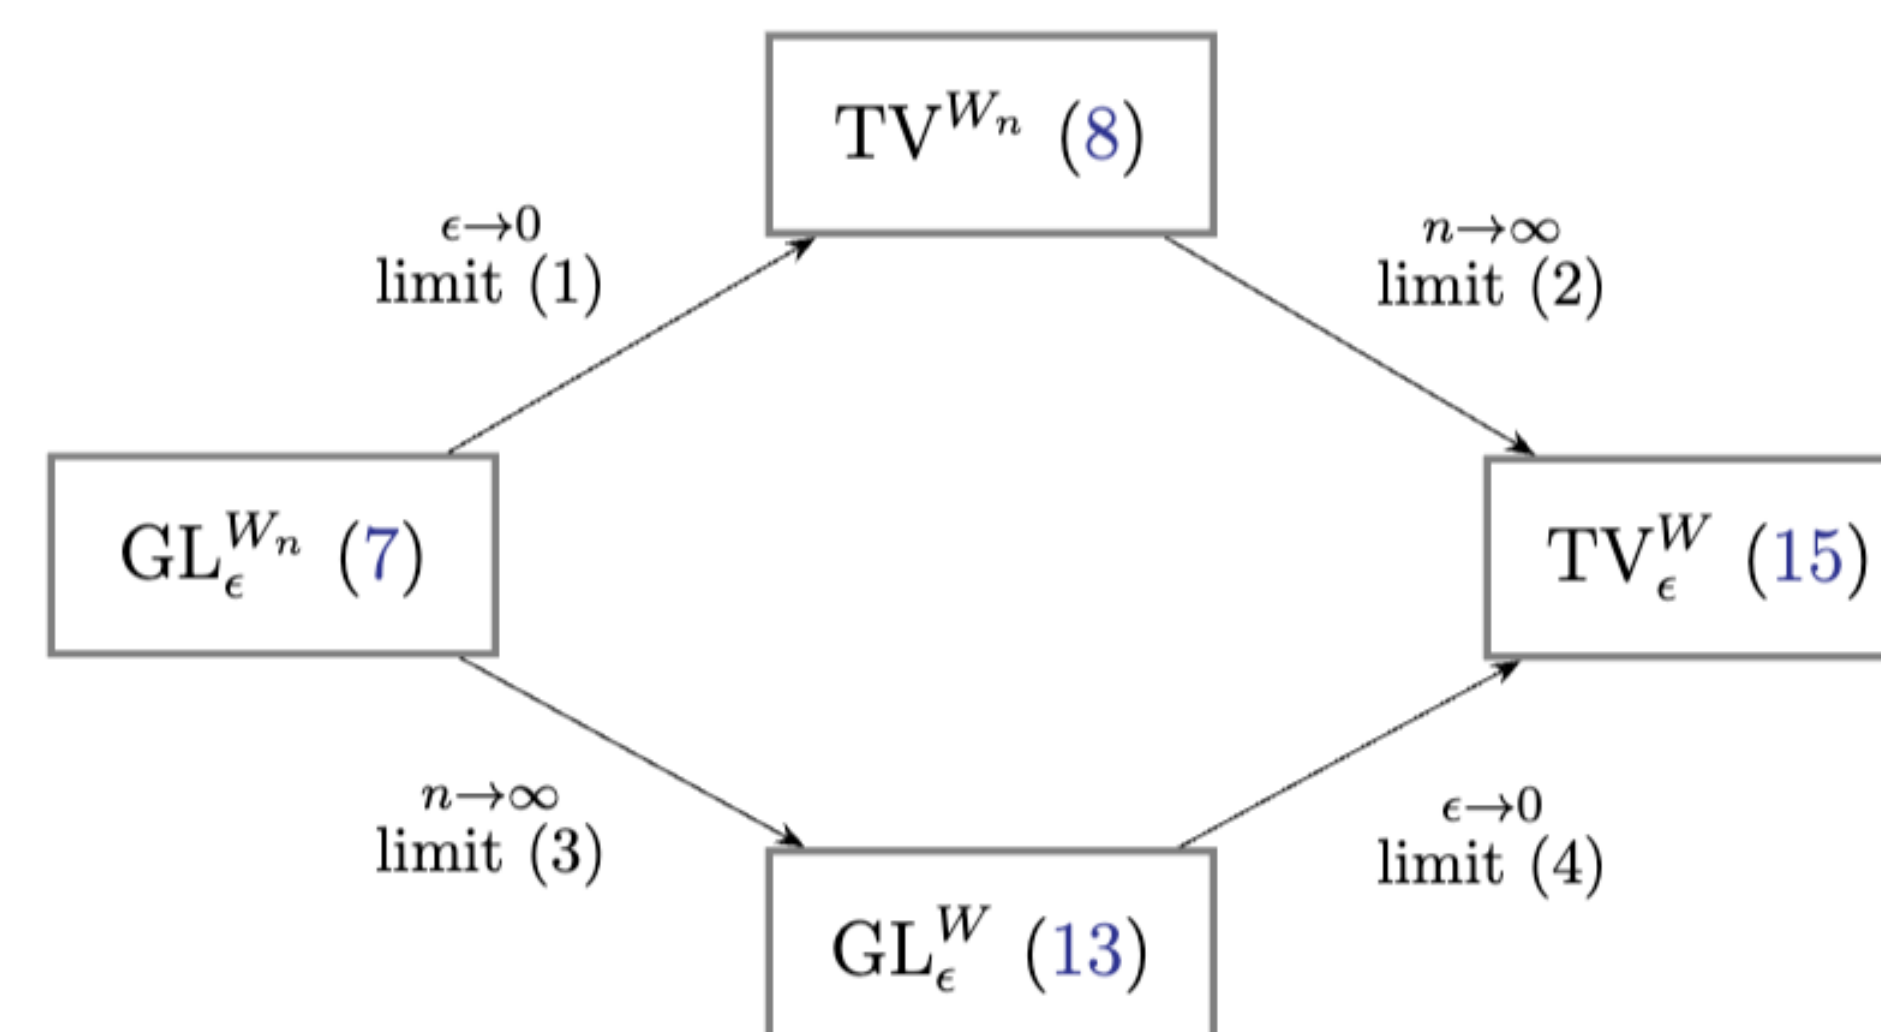 TV^{W_n} (8)
ϵ→0
limit (1)
n→∞
limit (2)
GL_ϵ^{W_n} (7)
TV_ϵ^W (15)
n→∞
limit (3)
ϵ→0
limit (4)
GL_ϵ^W (13)